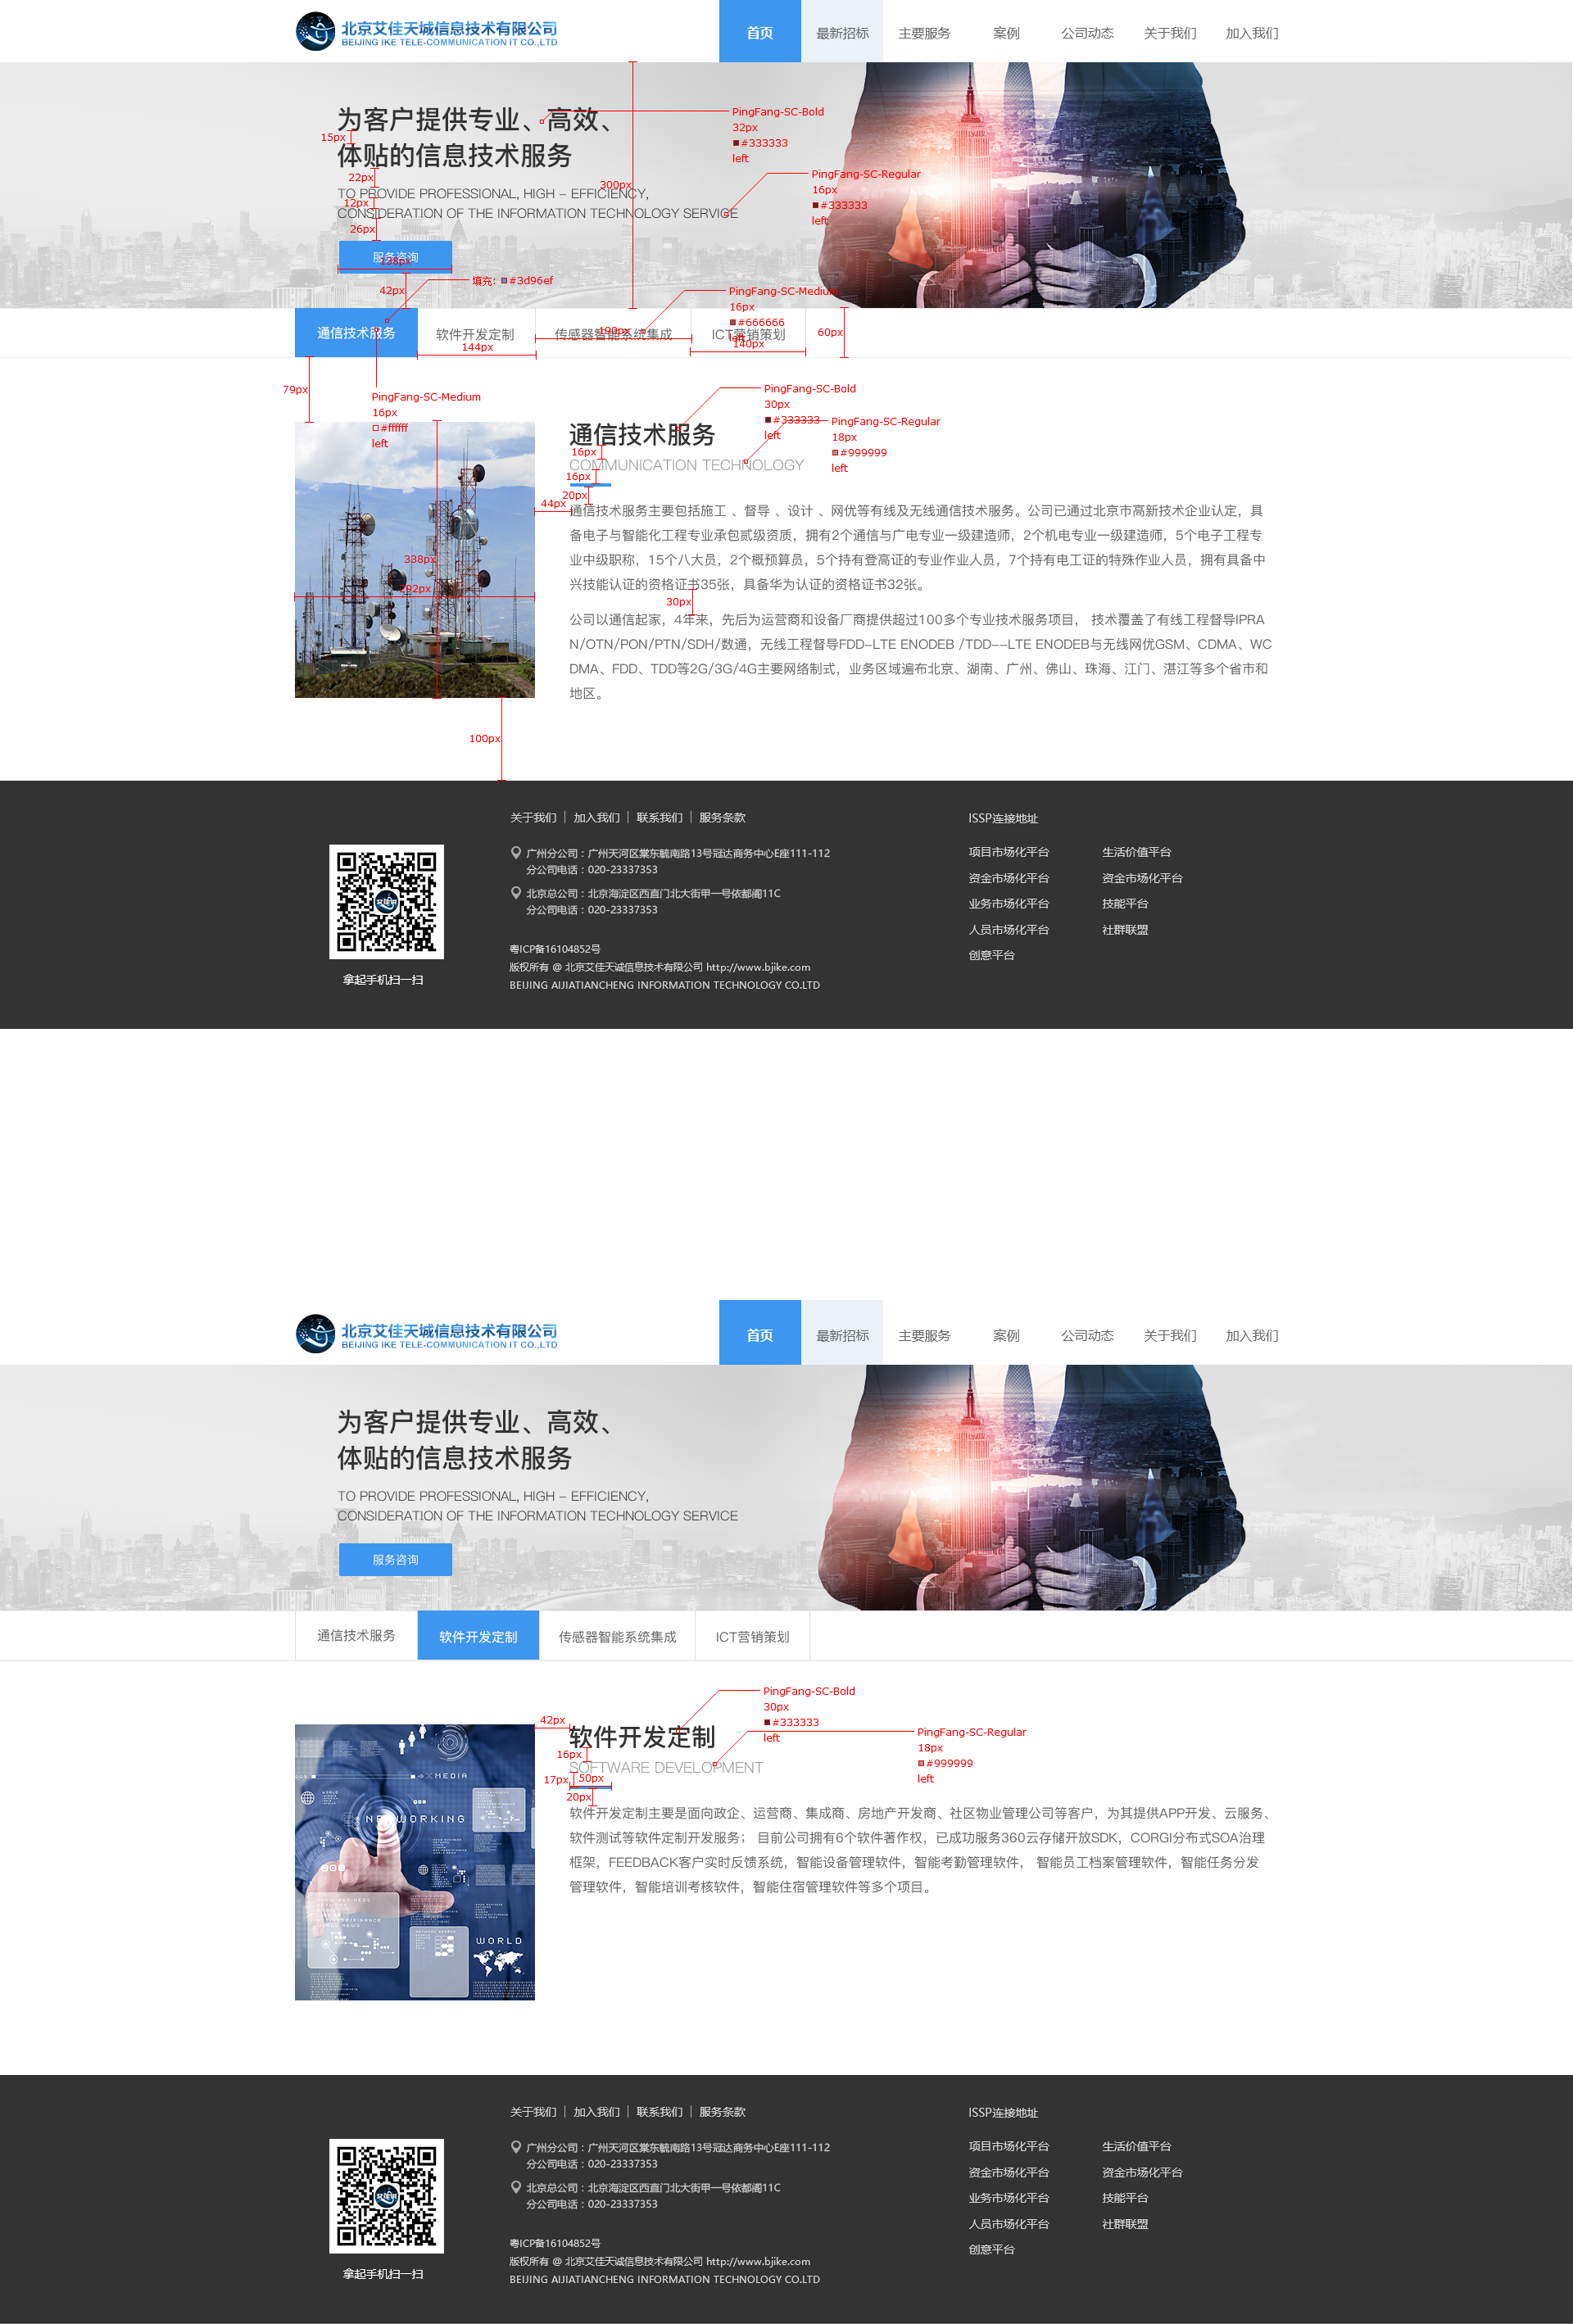 北京艾佳天诚信息技术有限公司
BEIJING IKE TELE-COMMUNICATION IT CO.,LTD
首页
最新招标
主要服务
案例
公司动态
关于我们
加入我们
为客户提供专业、高效、
体贴的信息技术服务
TO PROVIDE PROFESSIONAL, HIGH - EFFICIENCY,
CONSIDERATION OF THE INFORMATION TECHNOLOGY SERVICE
服务咨询
15px
22px
12px
26px
300px
42px
PingFang-SC-Bold
32px
#333333
left
PingFang-SC-Regular
16px
#333333
left
填充: #3d96ef
PingFang-SC-Medium
16px
#666666
left
通信技术服务
软件开发定制
传感器智能系统集成
ICT营销策划
144px
190px
140px
60px
79px
PingFang-SC-Medium
16px
#ffffff
left
PingFang-SC-Bold
30px
#333333
left
PingFang-SC-Regular
18px
#999999
left
通信技术服务
16px
COMMUNICATION TECHNOLOGY
16px
20px
44px
338px
292px
通信技术服务主要包括施工 、督导 、设计 、网优等有线及无线通信技术服务。公司已通过北京市高新技术企业认定，具
备电子与智能化工程专业承包贰级资质，拥有2个通信与广电专业一级建造师，2个机电专业一级建造师，5个电子工程专
业中级职称，15个八大员，2个概预算员，5个持有登高证的专业作业人员，7个持有电工证的特殊作业人员，拥有具备中
兴技能认证的资格证书35张，具备华为认证的资格证书32张。
30px
公司以通信起家，4年来，先后为运营商和设备厂商提供超过100多个专业技术服务项目， 技术覆盖了有线工程督导IPRA
N/OTN/PON/PTN/SDH/数通，无线工程督导FDD-LTE ENODEB /TDD--LTE ENODEB与无线网优GSM、CDMA、WC
DMA、FDD、TDD等2G/3G/4G主要网络制式，业务区域遍布北京、湖南、广州、佛山、珠海、江门、湛江等多个省市和
地区。
100px
关于我们 | 加入我们 | 联系我们 | 服务条款
广州分公司：广州天河区棠东毓南路13号冠达商务中心E座111-112
分公司电话：020-23337353
北京总公司：北京海淀区西直门北大街甲一号依都阁11C
分公司电话：020-23337353
粤ICP备16104852号
版权所有 @ 北京艾佳天诚信息技术有限公司 http://www.bjike.com
BEIJING AIJIATIANCHENG INFORMATION TECHNOLOGY CO.LTD
拿起手机扫一扫
ISSP连接地址
项目市场化平台
生活价值平台
资金市场化平台
资金市场化平台
业务市场化平台
技能平台
人员市场化平台
社群联盟
创意平台
北京艾佳天诚信息技术有限公司
BEIJING IKE TELE-COMMUNICATION IT CO.,LTD
首页
最新招标
主要服务
案例
公司动态
关于我们
加入我们
为客户提供专业、高效、
体贴的信息技术服务
TO PROVIDE PROFESSIONAL, HIGH - EFFICIENCY,
CONSIDERATION OF THE INFORMATION TECHNOLOGY SERVICE
服务咨询
通信技术服务
软件开发定制
传感器智能系统集成
ICT营销策划
PingFang-SC-Bold
30px
#333333
left
PingFang-SC-Regular
18px
#999999
left
42px
软件开发定制
16px
SOFTWARE DEVELOPMENT
17px
50px
20px
MEDIA
NETWORKING
WORLD
软件开发定制主要是面向政企、运营商、集成商、房地产开发商、社区物业管理公司等客户，为其提供APP开发、云服务、
软件测试等软件定制开发服务； 目前公司拥有6个软件著作权，已成功服务360云存储开放SDK，CORGI分布式SOA治理
框架，FEEDBACK客户实时反馈系统，智能设备管理软件，智能考勤管理软件， 智能员工档案管理软件，智能任务分发
管理软件，智能培训考核软件，智能住宿管理软件等多个项目。
关于我们 | 加入我们 | 联系我们 | 服务条款
广州分公司：广州天河区棠东毓南路13号冠达商务中心E座111-112
分公司电话：020-23337353
北京总公司：北京海淀区西直门北大街甲一号依都阁11C
分公司电话：020-23337353
粤ICP备16104852号
版权所有 @ 北京艾佳天诚信息技术有限公司 http://www.bjike.com
BEIJING AIJIATIANCHENG INFORMATION TECHNOLOGY CO.LTD
拿起手机扫一扫
ISSP连接地址
项目市场化平台
生活价值平台
资金市场化平台
资金市场化平台
业务市场化平台
技能平台
人员市场化平台
社群联盟
创意平台